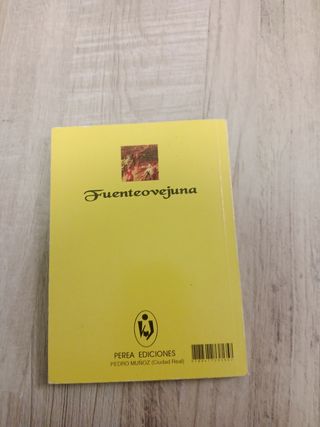 Fuenteovejuna
PEREA EDICIONES
PEDRO MUÑOZ (Ciudad Real)